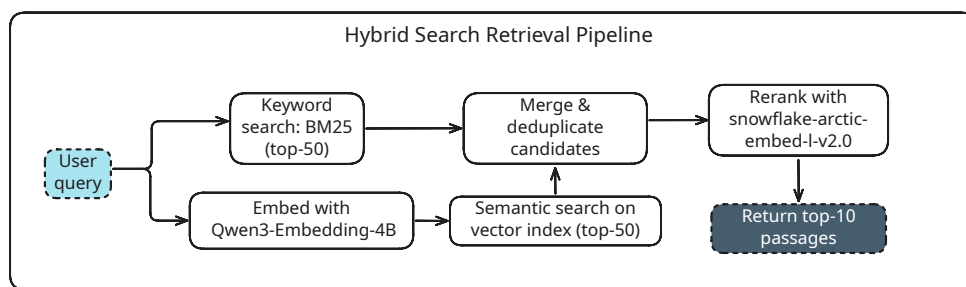 Hybrid Search Retrieval Pipeline
User
query
Keyword
search: BM25
(top-50)
Embed with
Qwen3-Embedding-4B
Semantic search on
vector index (top-50)
Merge &
deduplicate
candidates
Rerank with
snowflake-arctic-
embed-l-v2.0
Return top-10
passages